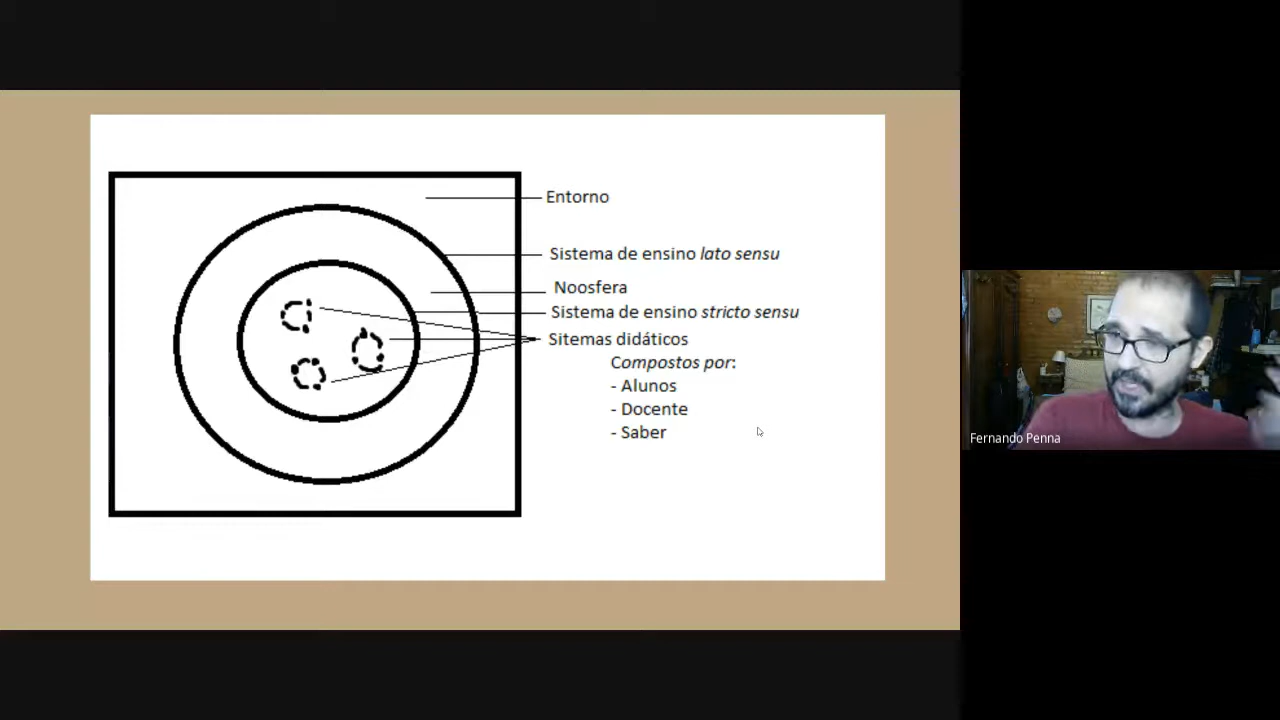 Entorno
Sistema de ensino lato sensu
Noosfera
Sistema de ensino stricto sensu
Sitemas didáticos
Compostos por:
- Alunos
- Docente
- Saber
Fernando Penna